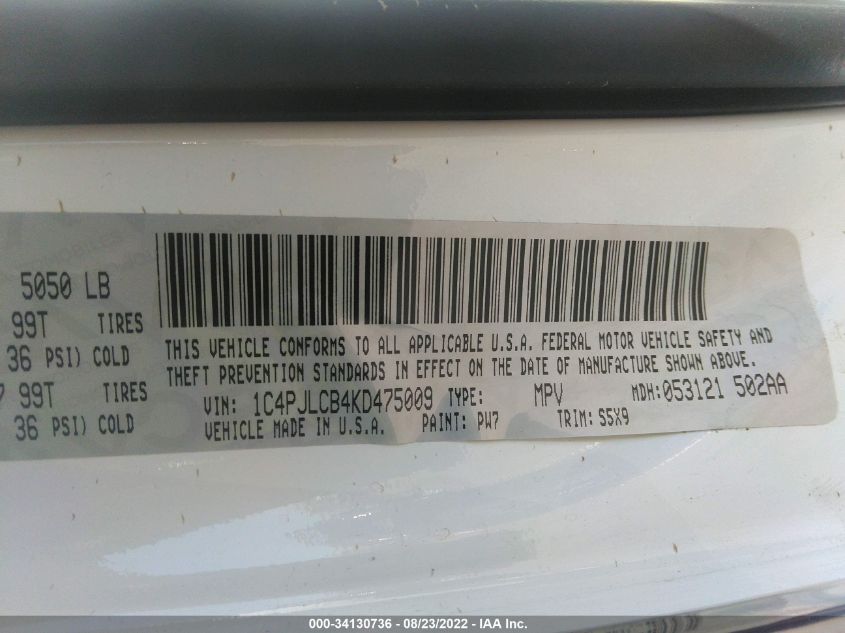 5050 LB
99T TIRES
36 PSI) COLD
99T TIRES
36 PSI) COLD
THIS VEHICLE CONFORMS TO ALL APPLICABLE U.S.A. FEDERAL MOTOR VEHICLE SAFETY AND
THEFT PREVENTION STANDARDS IN EFFECT ON THE DATE OF MANUFACTURE SHOWN ABOVE.
VIN: 1C4PJLCB4KD475009 TYPE: MPV MDH:053121 502AA
VEHICLE MADE IN U.S.A. PAINT: PW7 TRIM: S5X9
000-34130736 - 08/23/2022 - IAA Inc.